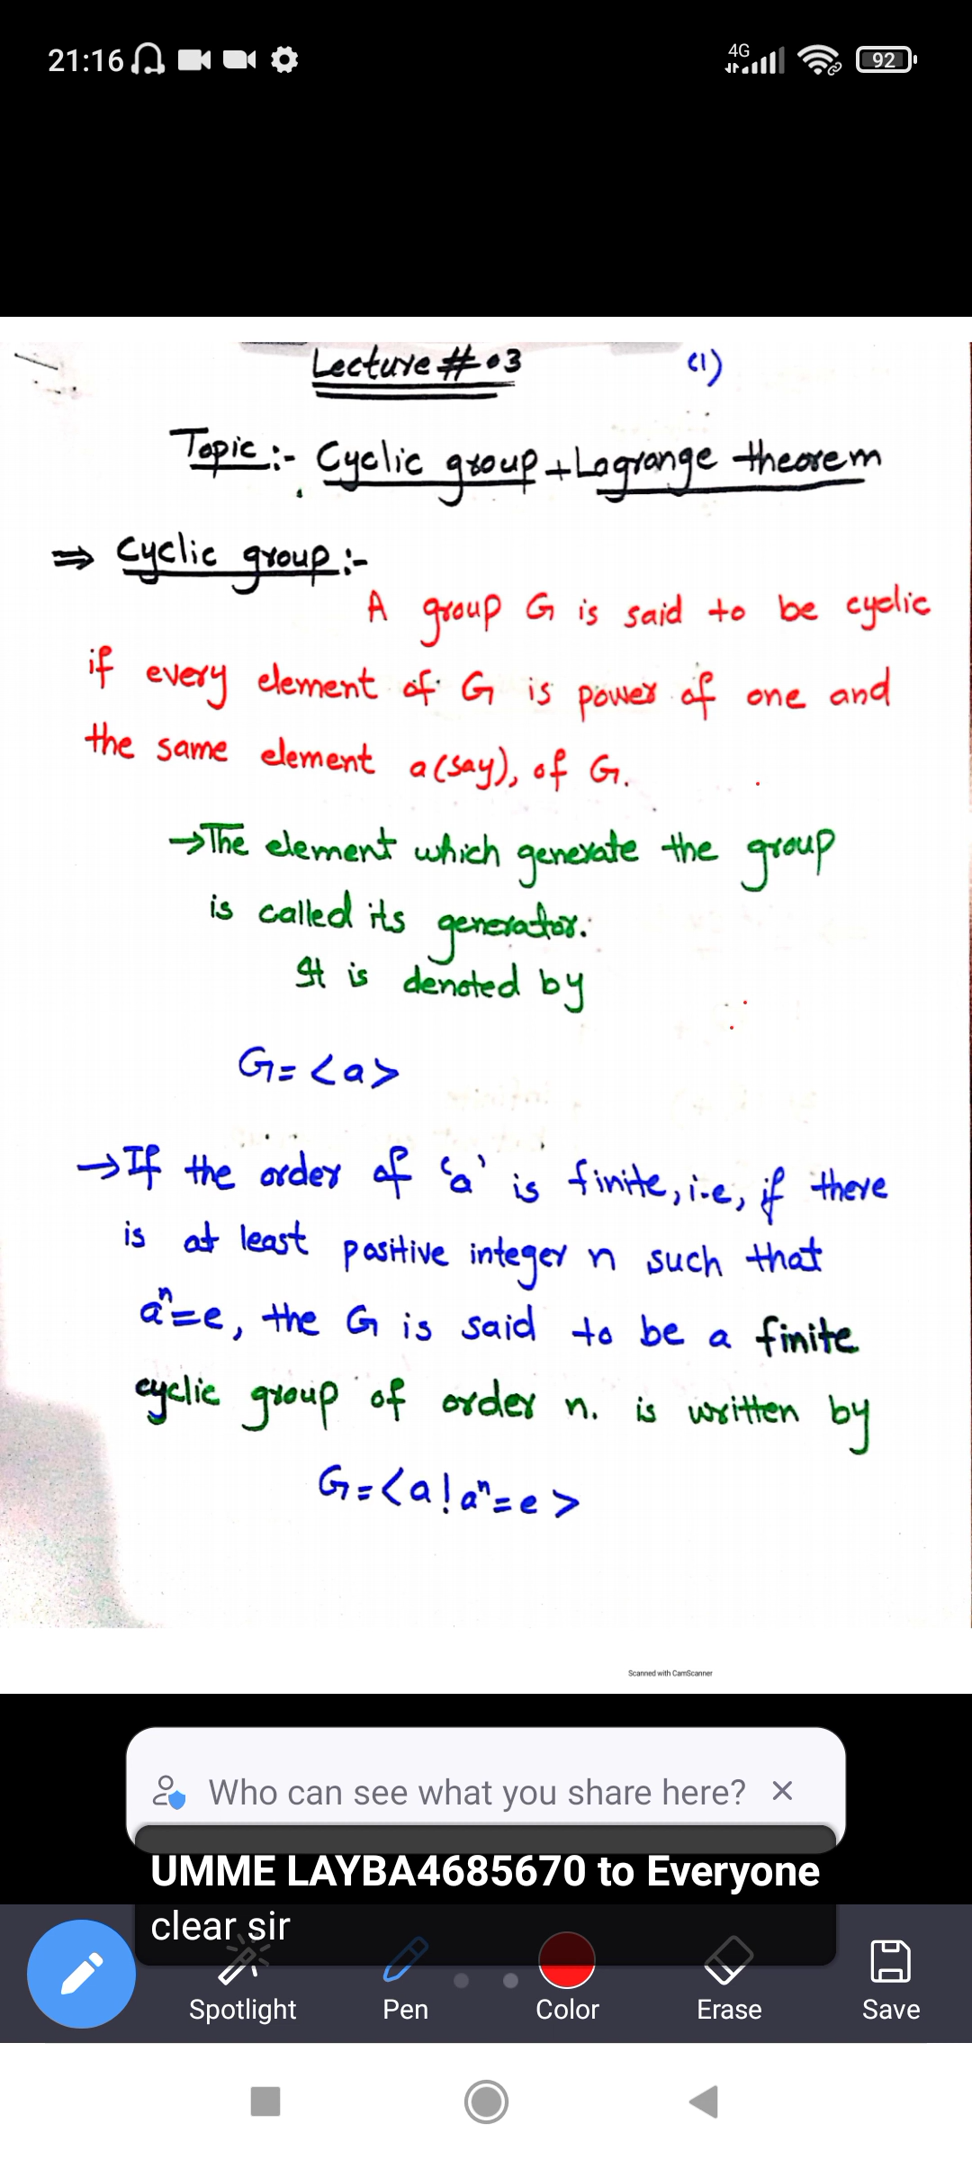 21:16
4G
92
Lecture #03
(1)
Topic:- Cyclic group + Lagrange theorem
⇒ Cyclic group:-
A group G is said to be cyclic
if every element of G is power of one and
the same element a(say), of G.
→The element which generate the group
is called its generator.
It is denoted by
G=<a>
→If the order of 'a' is finite, i.e, if there
is at least positive integer n such that
aⁿ=e, the G is said to be a finite
cyclic group of order n. is written by
G=<a!aⁿ=e>
Scanned with CamScanner
Who can see what you share here? ×
UMME LAYBA4685670 to Everyone
clear sir
Spotlight
Pen
Color
Erase
Save